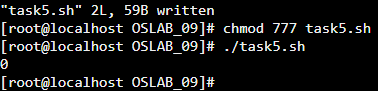 "task5.sh" 2L, 59B written
[root@localhost OSLAB_09]# chmod 777 task5.sh
[root@localhost OSLAB_09]# ./task5.sh
0
[root@localhost OSLAB_09]#